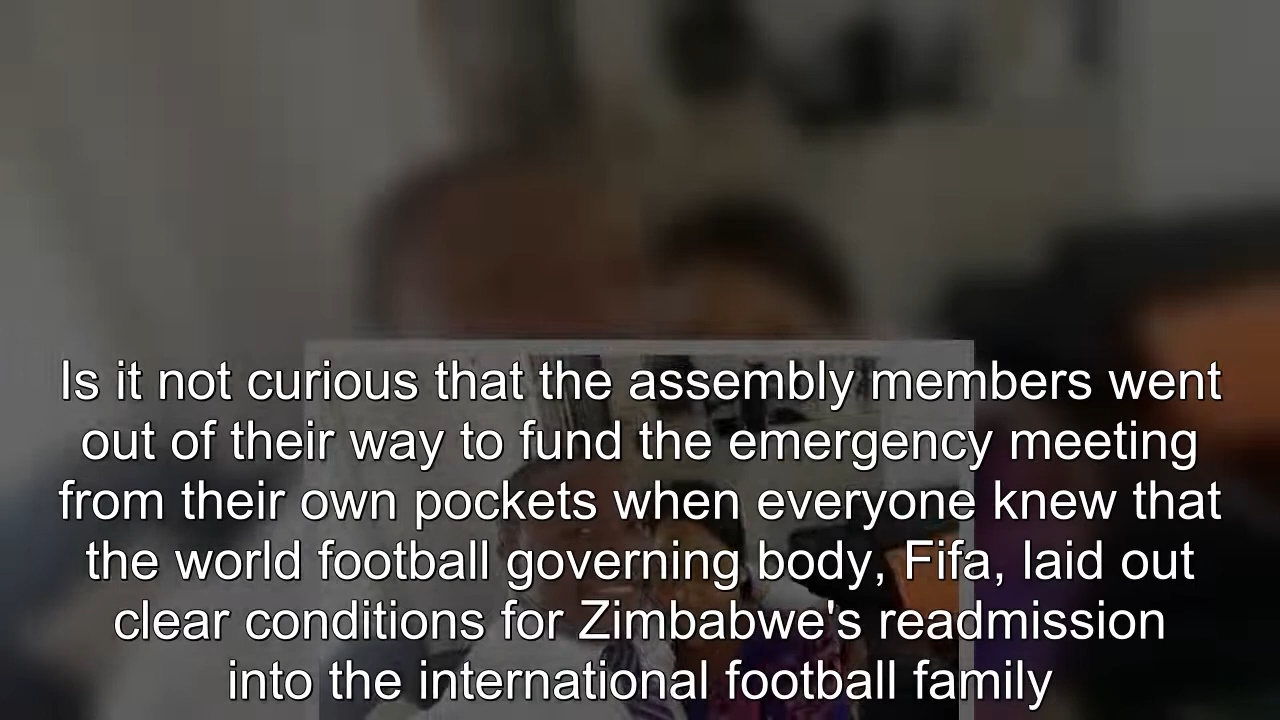 Is it not curious that the assembly members went
out of their way to fund the emergency meeting
from their own pockets when everyone knew that
the world football governing body, Fifa, laid out
clear conditions for Zimbabwe's readmission
into the international football family